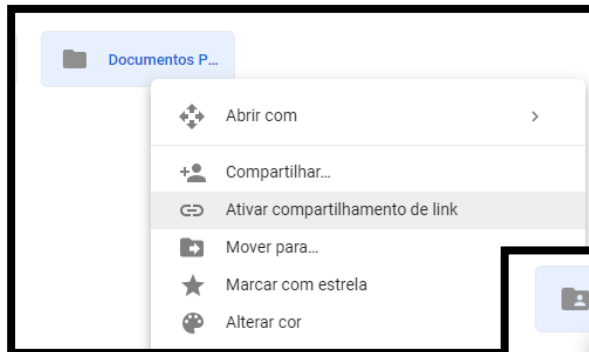 Documentos P...
Abrir com
Compartilhar...
Ativar compartilhamento de link
Mover para...
Marcar com estrela
Alterar cor